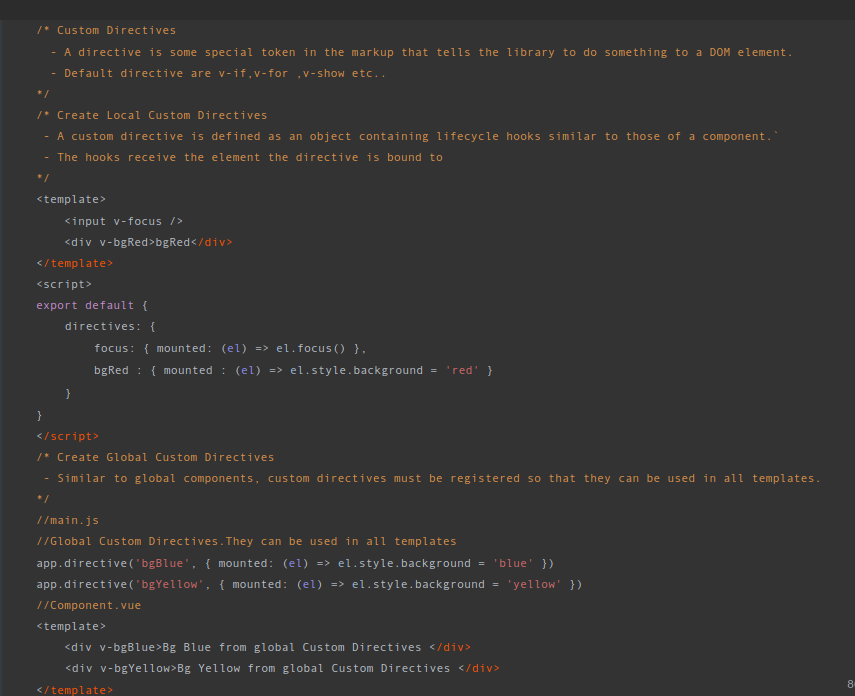 /* Custom Directives
  - A directive is some special token in the markup that tells the library to do something to a DOM element.
  - Default directive are v-if,v-for ,v-show etc..
*/
/* Create Local Custom Directives
 - A custom directive is defined as an object containing lifecycle hooks similar to those of a component.`
 - The hooks receive the element the directive is bound to
*/
<template>
    <input v-focus />
    <div v-bgRed>bgRed</div>
</template>
<script>
export default {
    directives: {
        focus: { mounted: (el) => el.focus() },
        bgRed : { mounted : (el) => el.style.background = 'red' }
    }
}
</script>
/* Create Global Custom Directives
 - Similar to global components, custom directives must be registered so that they can be used in all templates.
*/
//main.js
//Global Custom Directives.They can be used in all templates
app.directive('bgBlue', { mounted: (el) => el.style.background = 'blue' })
app.directive('bgYellow', { mounted: (el) => el.style.background = 'yellow' })
//Component.vue
<template>
    <div v-bgBlue>Bg Blue from global Custom Directives </div>
    <div v-bgYellow>Bg Yellow from global Custom Directives </div>
</template>